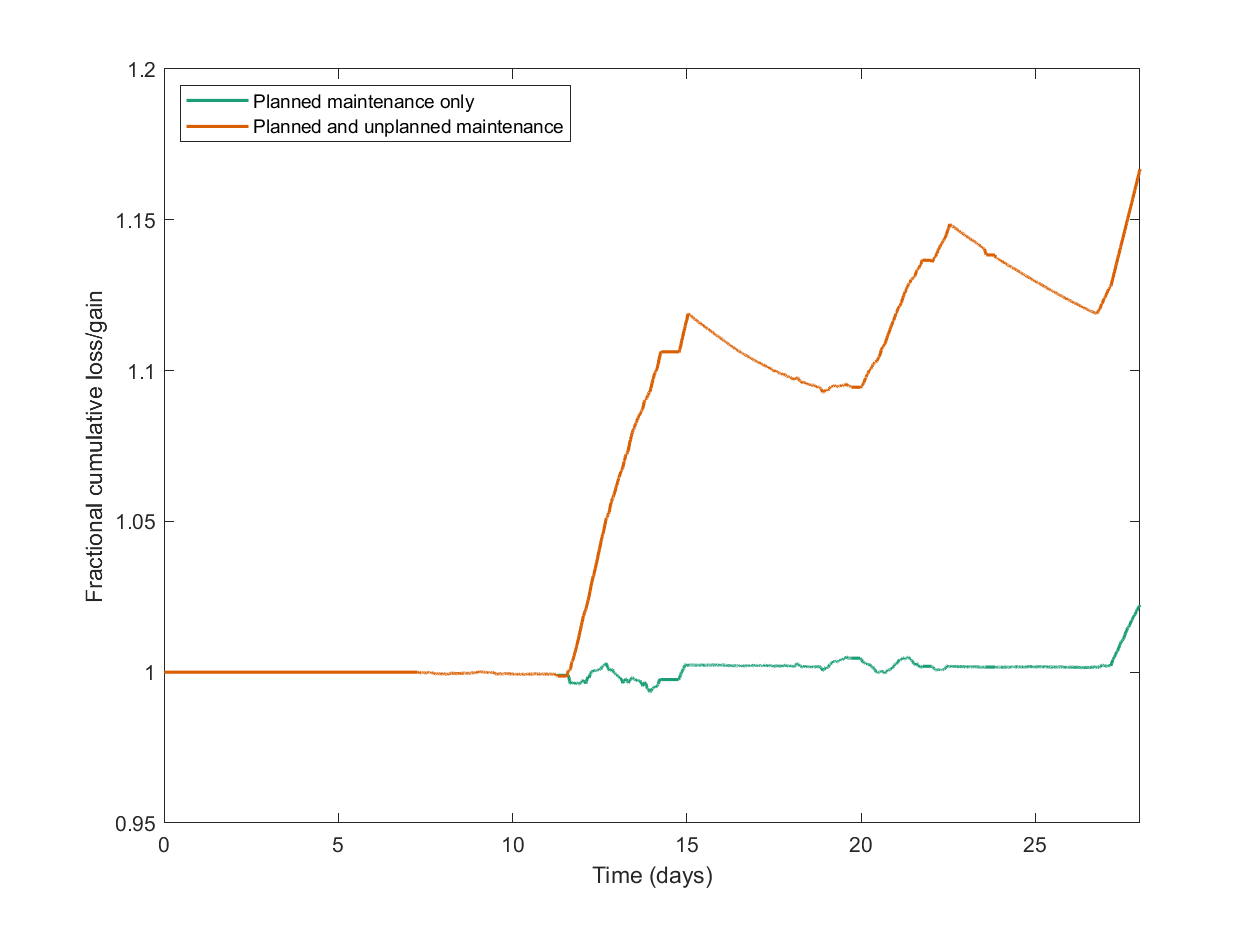 1.2
1.15
1.1
1.05
1
0.95
Fractional cumulative loss/gain
Planned maintenance only
Planned and unplanned maintenance
0 5 10 15 20 25
Time (days)